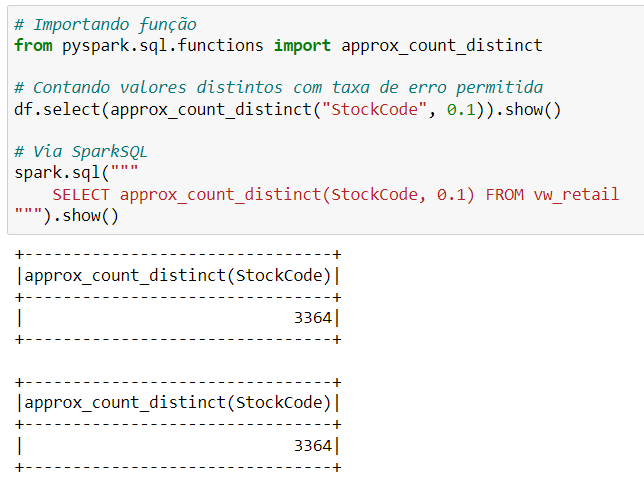 # Importando função
from pyspark.sql.functions import approx_count_distinct
# Contando valores distintos com taxa de erro permitida
df.select(approx_count_distinct("StockCode", 0.1)).show()
# Via SparkSQL
spark.sql("""
    SELECT approx_count_distinct(StockCode, 0.1) FROM vw_retail
""").show()
+--------------------------------+
|approx_count_distinct(StockCode)|
+--------------------------------+
|                            3364|
+--------------------------------+
+--------------------------------+
|approx_count_distinct(StockCode)|
+--------------------------------+
|                            3364|
+--------------------------------+